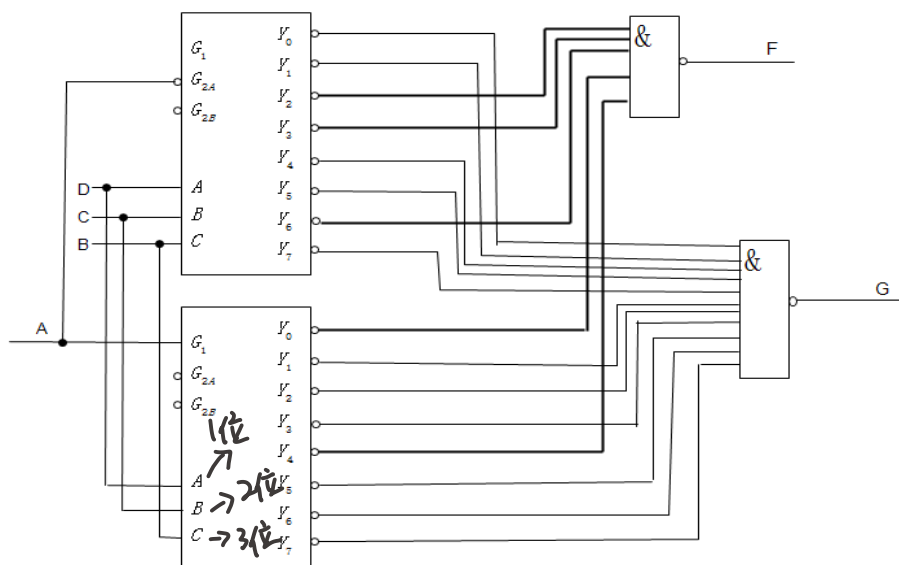 G₁
G₂A
G₂B
A
B
C
Y₀
Y₁
Y₂
Y₃
Y₄
Y₅
Y₆
Y₇
D
C
B
A
G₁
G₂A
G₂B
A
B
C
Y₀
Y₁
Y₂
Y₃
Y₄
Y₅
Y₆
Y₇
1位
2位
3位
&
F
&
G